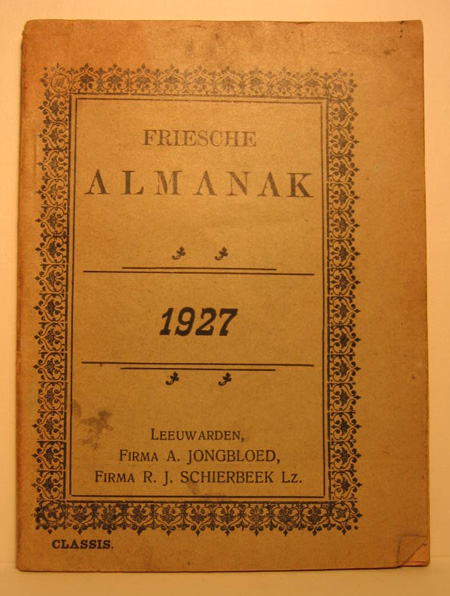 FRIESCHE
ALMANAK
1927
LEEUWARDEN,
FIRMA A. JONGBLOED,
FIRMA R. J. SCHIERBEEK Lz.
CLASSIS.